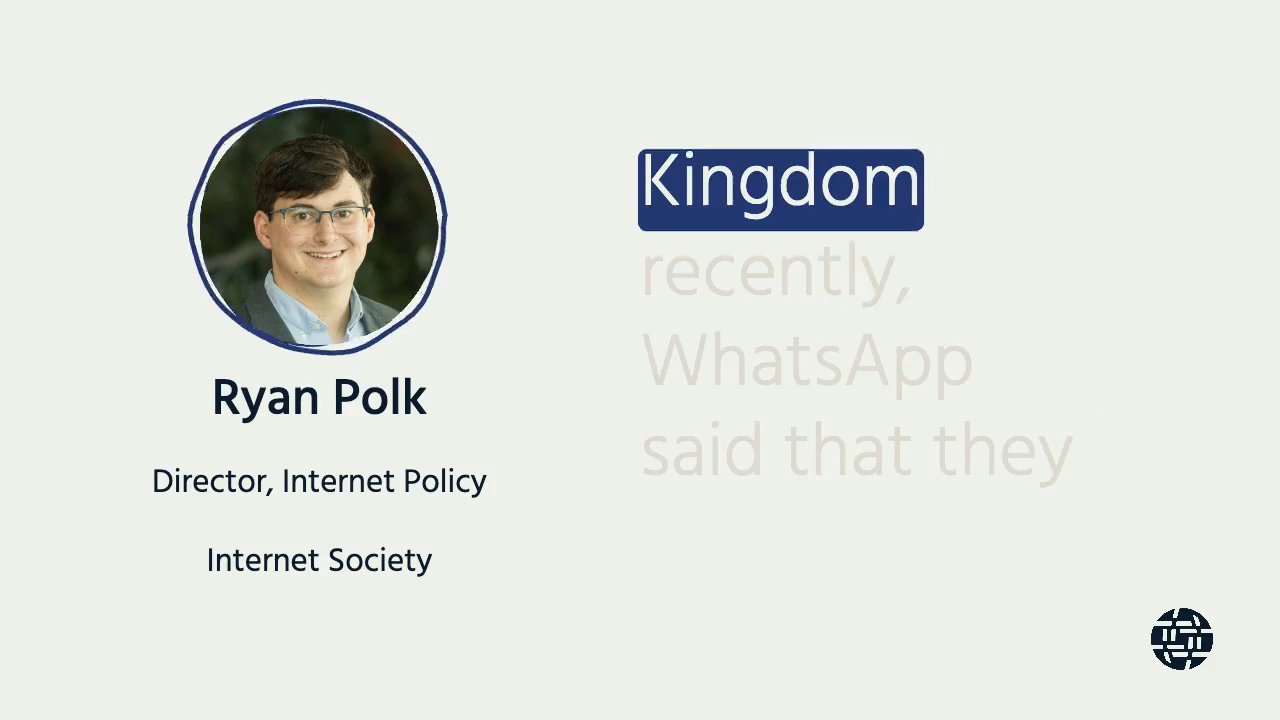 Ryan Polk
Director, Internet Policy
Internet Society
Kingdom
recently,
WhatsApp
said that they